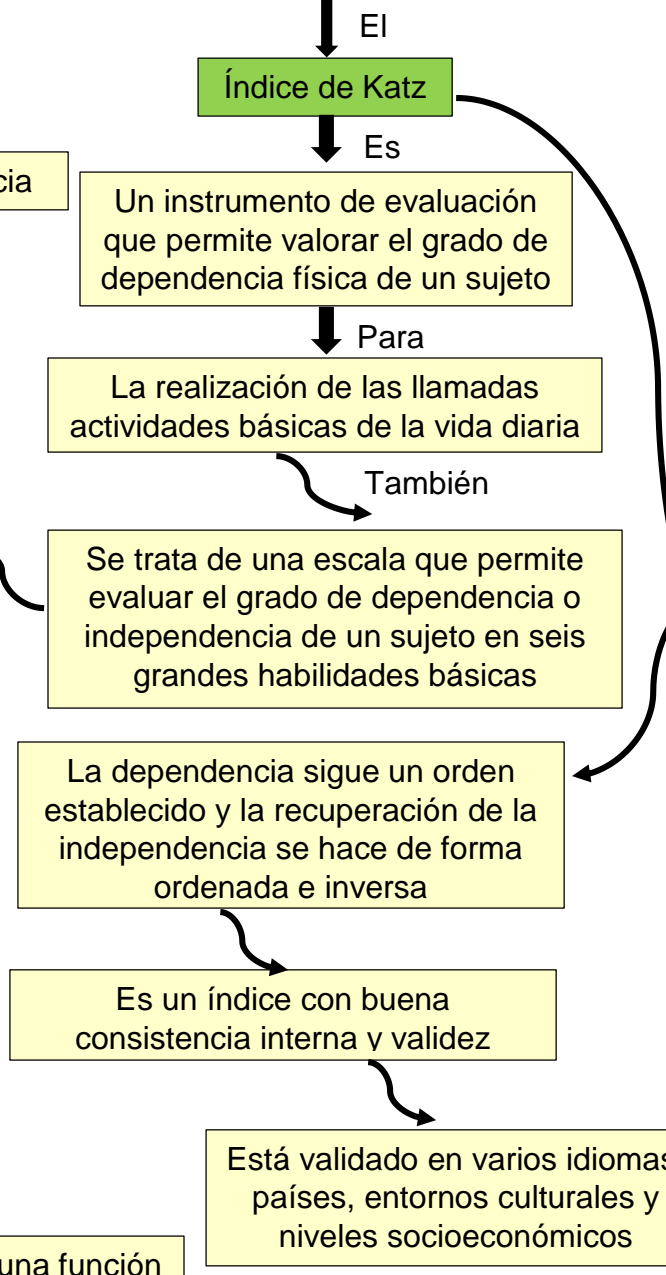 El
Índice de Katz
Es
cia
Un instrumento de evaluación
que permite valorar el grado de
dependencia física de un sujeto
Para
La realización de las llamadas
actividades básicas de la vida diaria
También
Se trata de una escala que permite
evaluar el grado de dependencia o
independencia de un sujeto en seis
grandes habilidades básicas
La dependencia sigue un orden
establecido y la recuperación de la
independencia se hace de forma
ordenada e inversa
Es un índice con buena
consistencia interna y validez
Está validado en varios idiomas
países, entornos culturales y
niveles socioeconómicos
una función